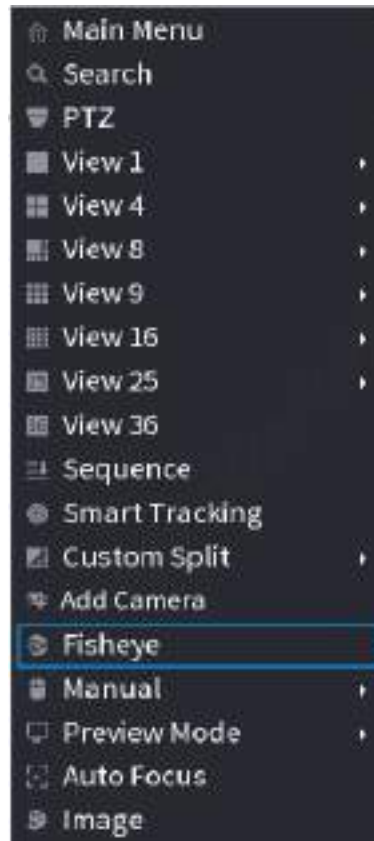 Main Menu
Search
PTZ
View 1
View 4
View 8
View 9
View 16
View 25
View 36
Sequence
Smart Tracking
Custom Split
Add Camera
Fisheye
Manual
Preview Mode
Auto Focus
Image